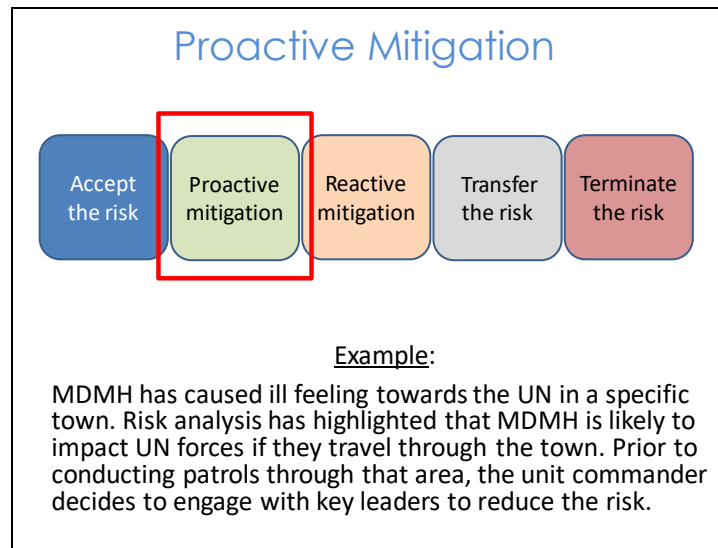 Proactive Mitigation
Accept
the risk
Proactive
mitigation
Reactive
mitigation
Transfer
the risk
Terminate
the risk
Example:
MDMH has caused ill feeling towards the UN in a specific
town. Risk analysis has highlighted that MDMH is likely to
impact UN forces if they travel through the town. Prior to
conducting patrols through that area, the unit commander
decides to engage with key leaders to reduce the risk.